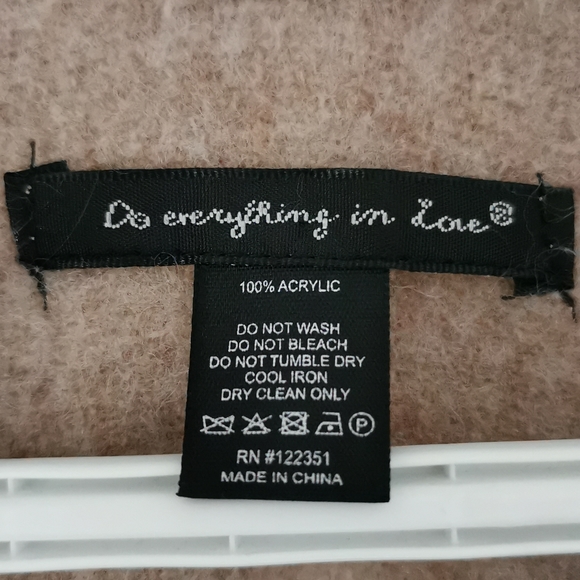 Do everything in Love®
100% ACRYLIC
DO NOT WASH
DO NOT BLEACH
DO NOT TUMBLE DRY
COOL IRON
DRY CLEAN ONLY
P
RN #122351
MADE IN CHINA